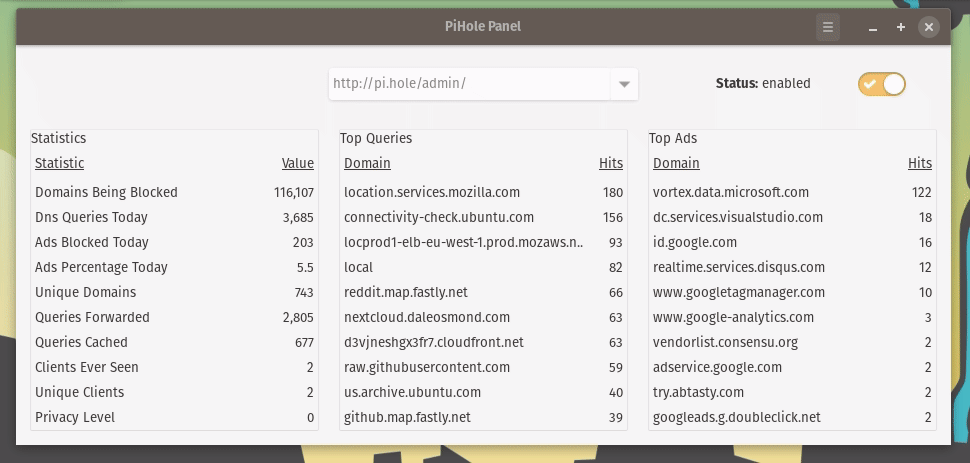 PiHole Panel
http://pi.hole/admin/
Status: enabled
Statistics
Statistic Value
Domains Being Blocked 116,107
Dns Queries Today 3,685
Ads Blocked Today 203
Ads Percentage Today 5.5
Unique Domains 743
Queries Forwarded 2,805
Queries Cached 677
Clients Ever Seen 2
Unique Clients 2
Privacy Level 0
Top Queries
Domain Hits
location.services.mozilla.com 180
connectivity-check.ubuntu.com 156
locprod1-elb-eu-west-1.prod.mozaws.n.. 93
local 82
reddit.map.fastly.net 66
nextcloud.daleosmond.com 63
d3vjneshgx3fr7.cloudfront.net 63
raw.githubusercontent.com 59
us.archive.ubuntu.com 40
github.map.fastly.net 39
Top Ads
Domain Hits
vortex.data.microsoft.com 122
dc.services.visualstudio.com 18
id.google.com 16
realtime.services.disqus.com 12
www.googletagmanager.com 10
www.google-analytics.com 3
vendorlist.consensu.org 2
adservice.google.com 2
try.abtasty.com 2
googleads.g.doubleclick.net 2